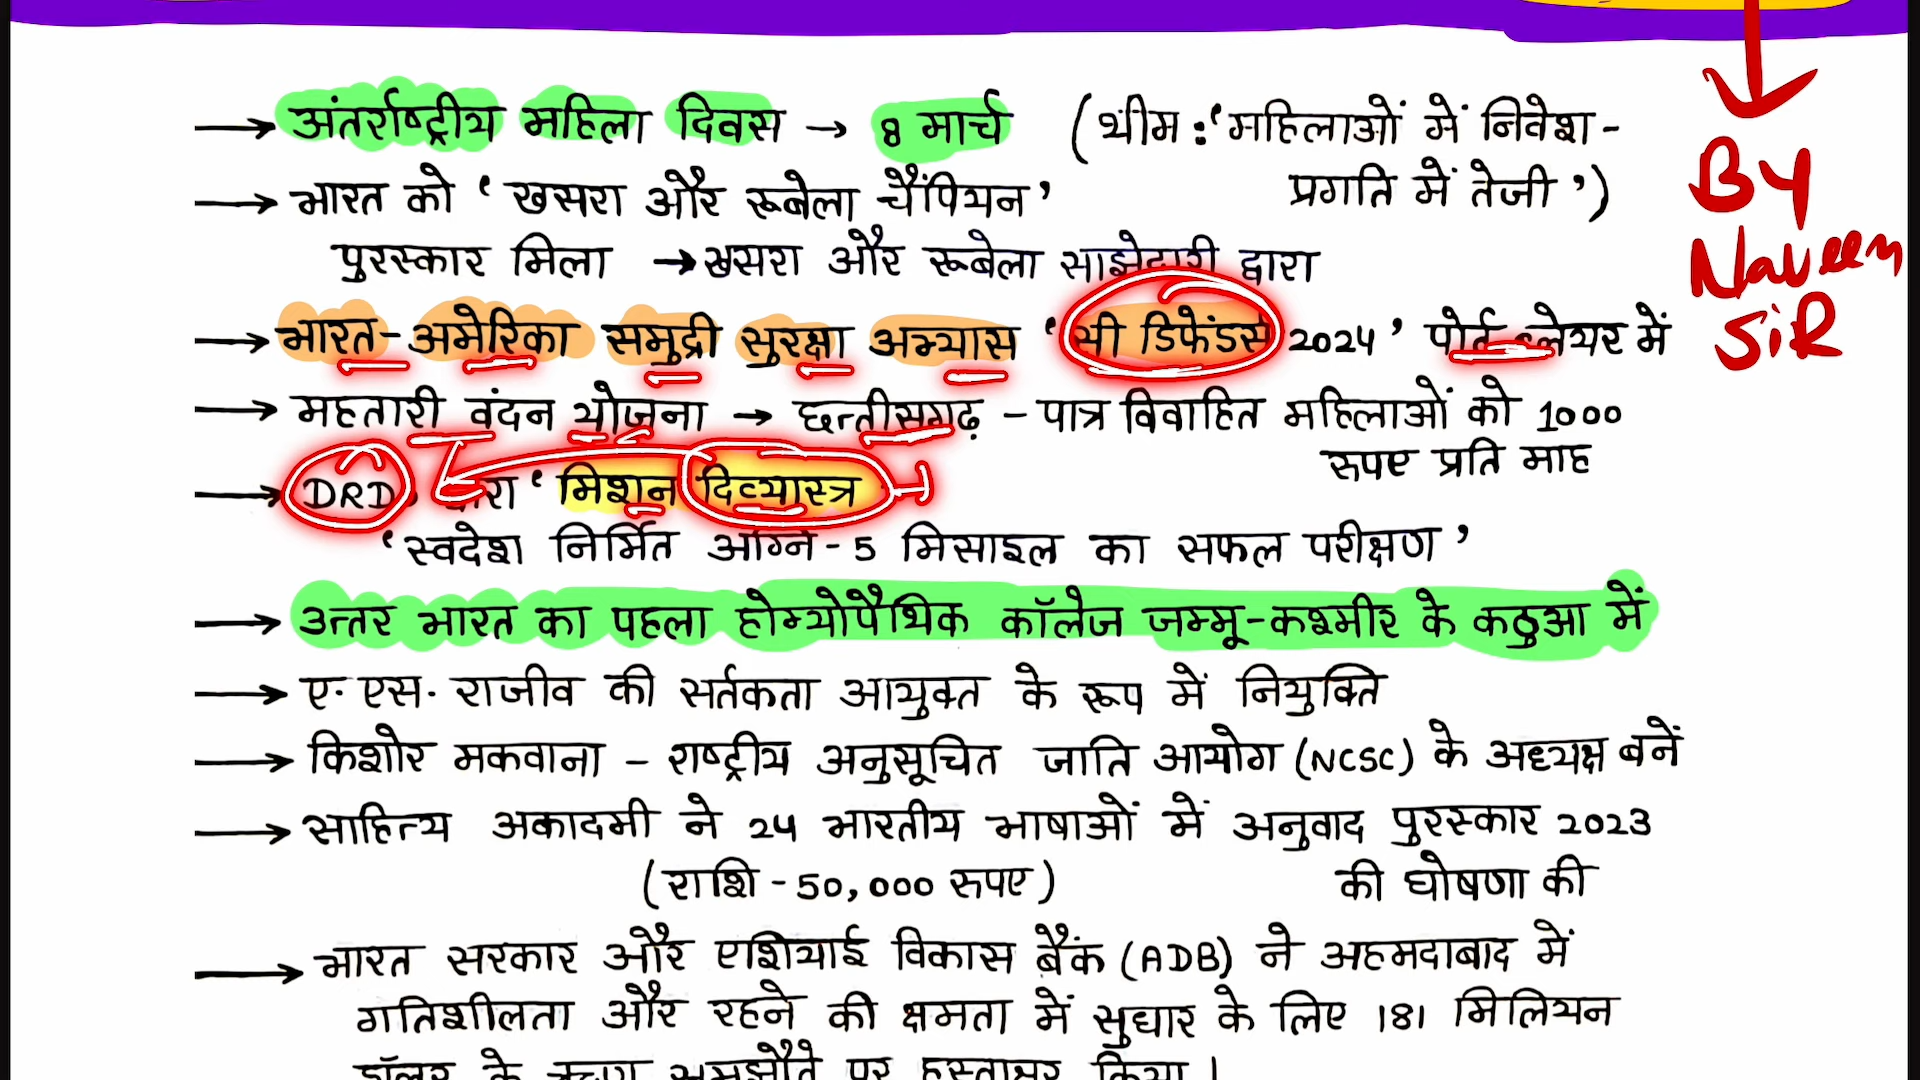 → अंतर्राष्ट्रीय महिला दिवस → 8 मार्च (थीम : 'महिलाओं में निवेश -
प्रगति में तेजी ')
→ भारत को ' खसरा और रूबेला चैंपियन '
पुरस्कार मिला → खसरा और रूबेला साझेदारी द्वारा
→ भारत - अमेरिका समुद्री सुरक्षा अभ्यास ' सी डिफेंडर्स 2024 ' पोर्ट ब्लेयर में
→ महतारी वंदन योजना → छत्तीसगढ़ - पात्र विवाहित महिलाओं को 1000
रूपए प्रति माह
→ DRD ' मिशन दिव्यास्त्र
' स्वदेश निर्मित अग्नि - 5 मिसाइल का सफल परीक्षण '
→ उत्तर भारत का पहला होम्योपैथिक कॉलेज जम्मू - कश्मीर के कठुआ में
→ ए. एस. राजीव की सर्तकता आयुक्त के रूप में नियुक्ति
→ किशोर मकवाना - राष्ट्रीय अनुसूचित जाति आयोग (NCSC) के अध्यक्ष बनें
→ साहित्य अकादमी ने 24 भारतीय भाषाओं में अनुवाद पुरस्कार 2023
(राशि - 50,000 रूपए) की घोषणा की
→ भारत सरकार और एशियाई विकास बैंक (ADB) ने अहमदाबाद में
गतिशीलता और रहने की क्षमता में सुधार के लिए 181 मिलियन
डॉलर के ऋण समझौते पर हस्ताक्षर किया ।
By
Naveen
SiR